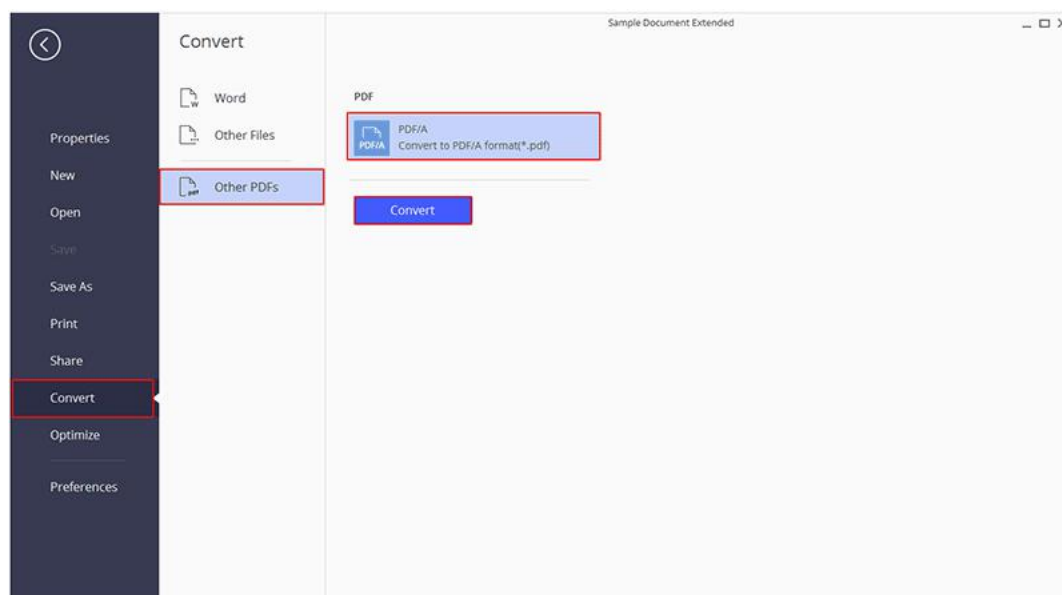 Sample Document Extended
Convert
Word
Other Files
Other PDFs
Properties
New
Open
Save
Save As
Print
Share
Convert
Optimize
Preferences
PDF
PDF/A
PDF/A
Convert to PDF/A format(*.pdf)
Convert